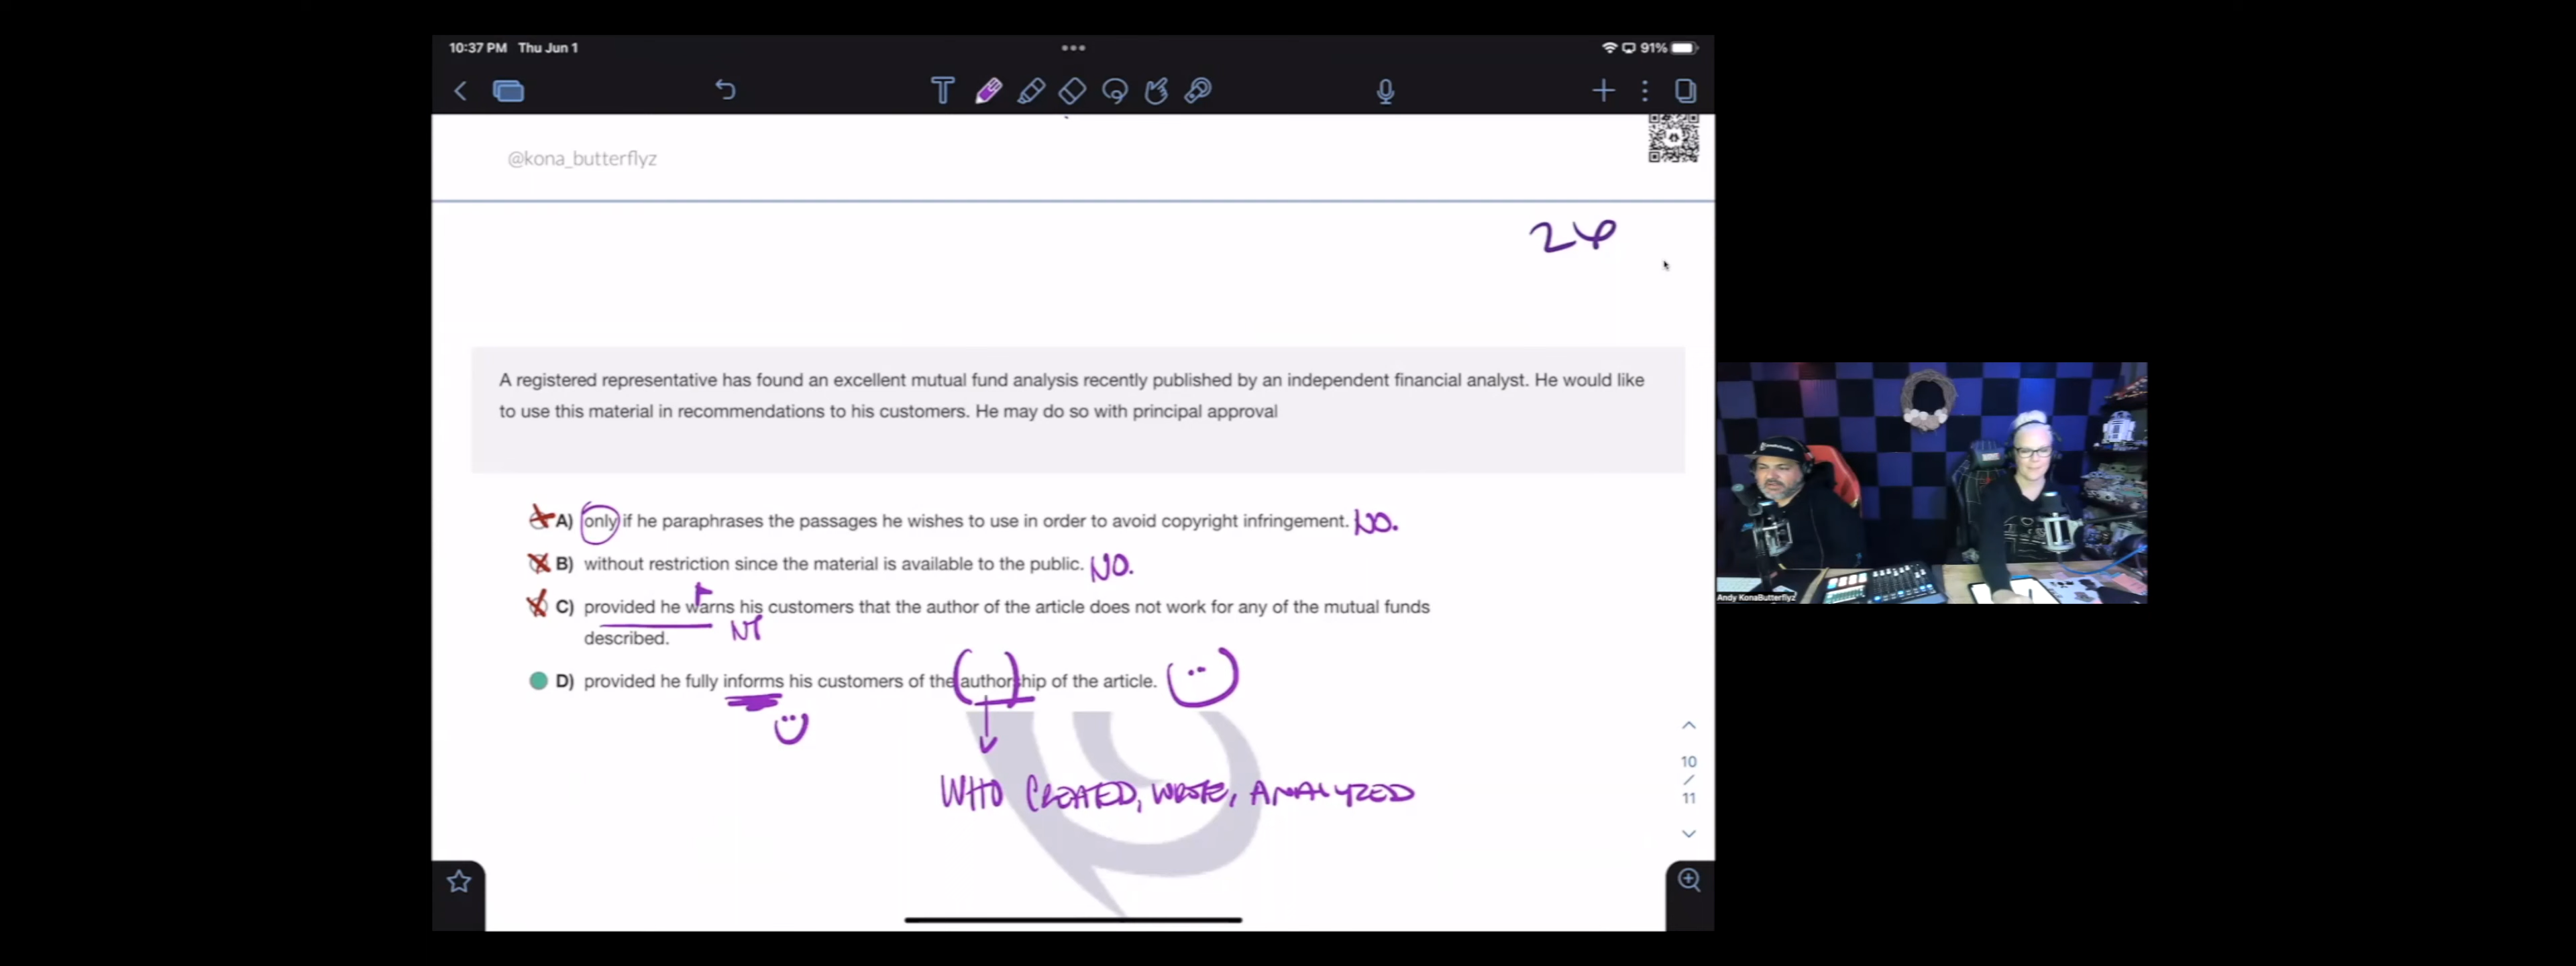 10:37 PM Thu Jun 1
91%
@kona_butterflyz
26
A registered representative has found an excellent mutual fund analysis recently published by an independent financial analyst. He would like
to use this material in recommendations to his customers. He may do so with principal approval
A) only if he paraphrases the passages he wishes to use in order to avoid copyright infringement. NO.
B) without restriction since the material is available to the public. NO.
C) provided he warns his customers that the author of the article does not work for any of the mutual funds
described.
D) provided he fully informs his customers of the authorship of the article.
WHO CREATED, WROTE, ANALYZED
10
/
11
Andy KonaButterflyz